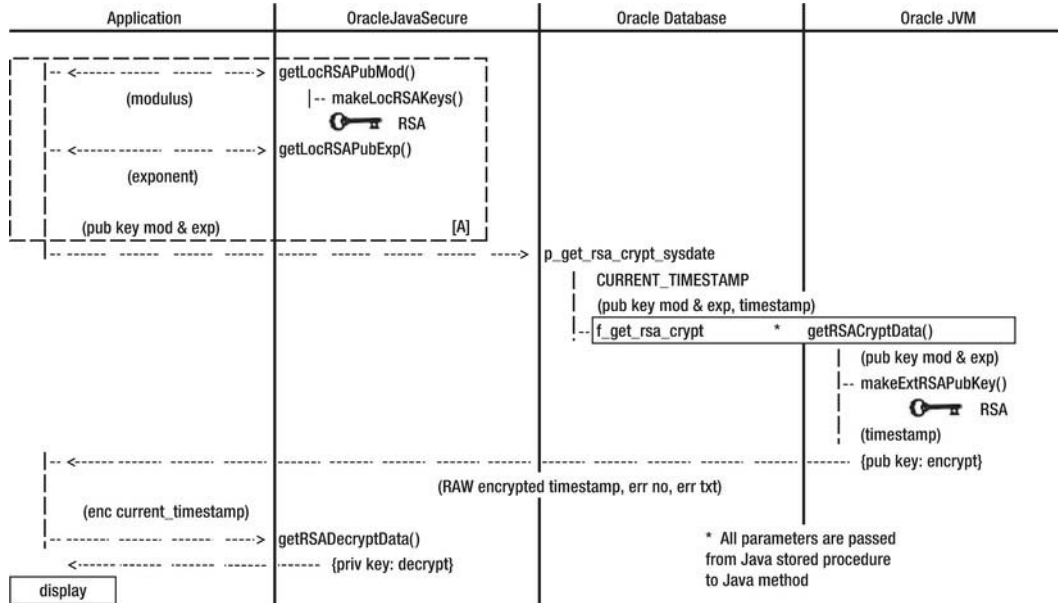 Application OracleJavaSecure Oracle Database Oracle JVM
getLocRSAPubMod()
(modulus) makeLocRSAKeys()
RSA
getLocRSAPubExp()
(exponent)
(pub key mod & exp) [A]
p_get_rsa_crypt_sysdate
CURRENT_TIMESTAMP
(pub key mod & exp, timestamp)
f_get_rsa_crypt * getRSACryptData()
(pub key mod & exp)
makeExtRSAPubKey()
RSA
(timestamp)
{pub key: encrypt}
(RAW encrypted timestamp, err no, err txt)
(enc current_timestamp)
getRSADecryptData()
{priv key: decrypt}
* All parameters are passed
from Java stored procedure
to Java method
display